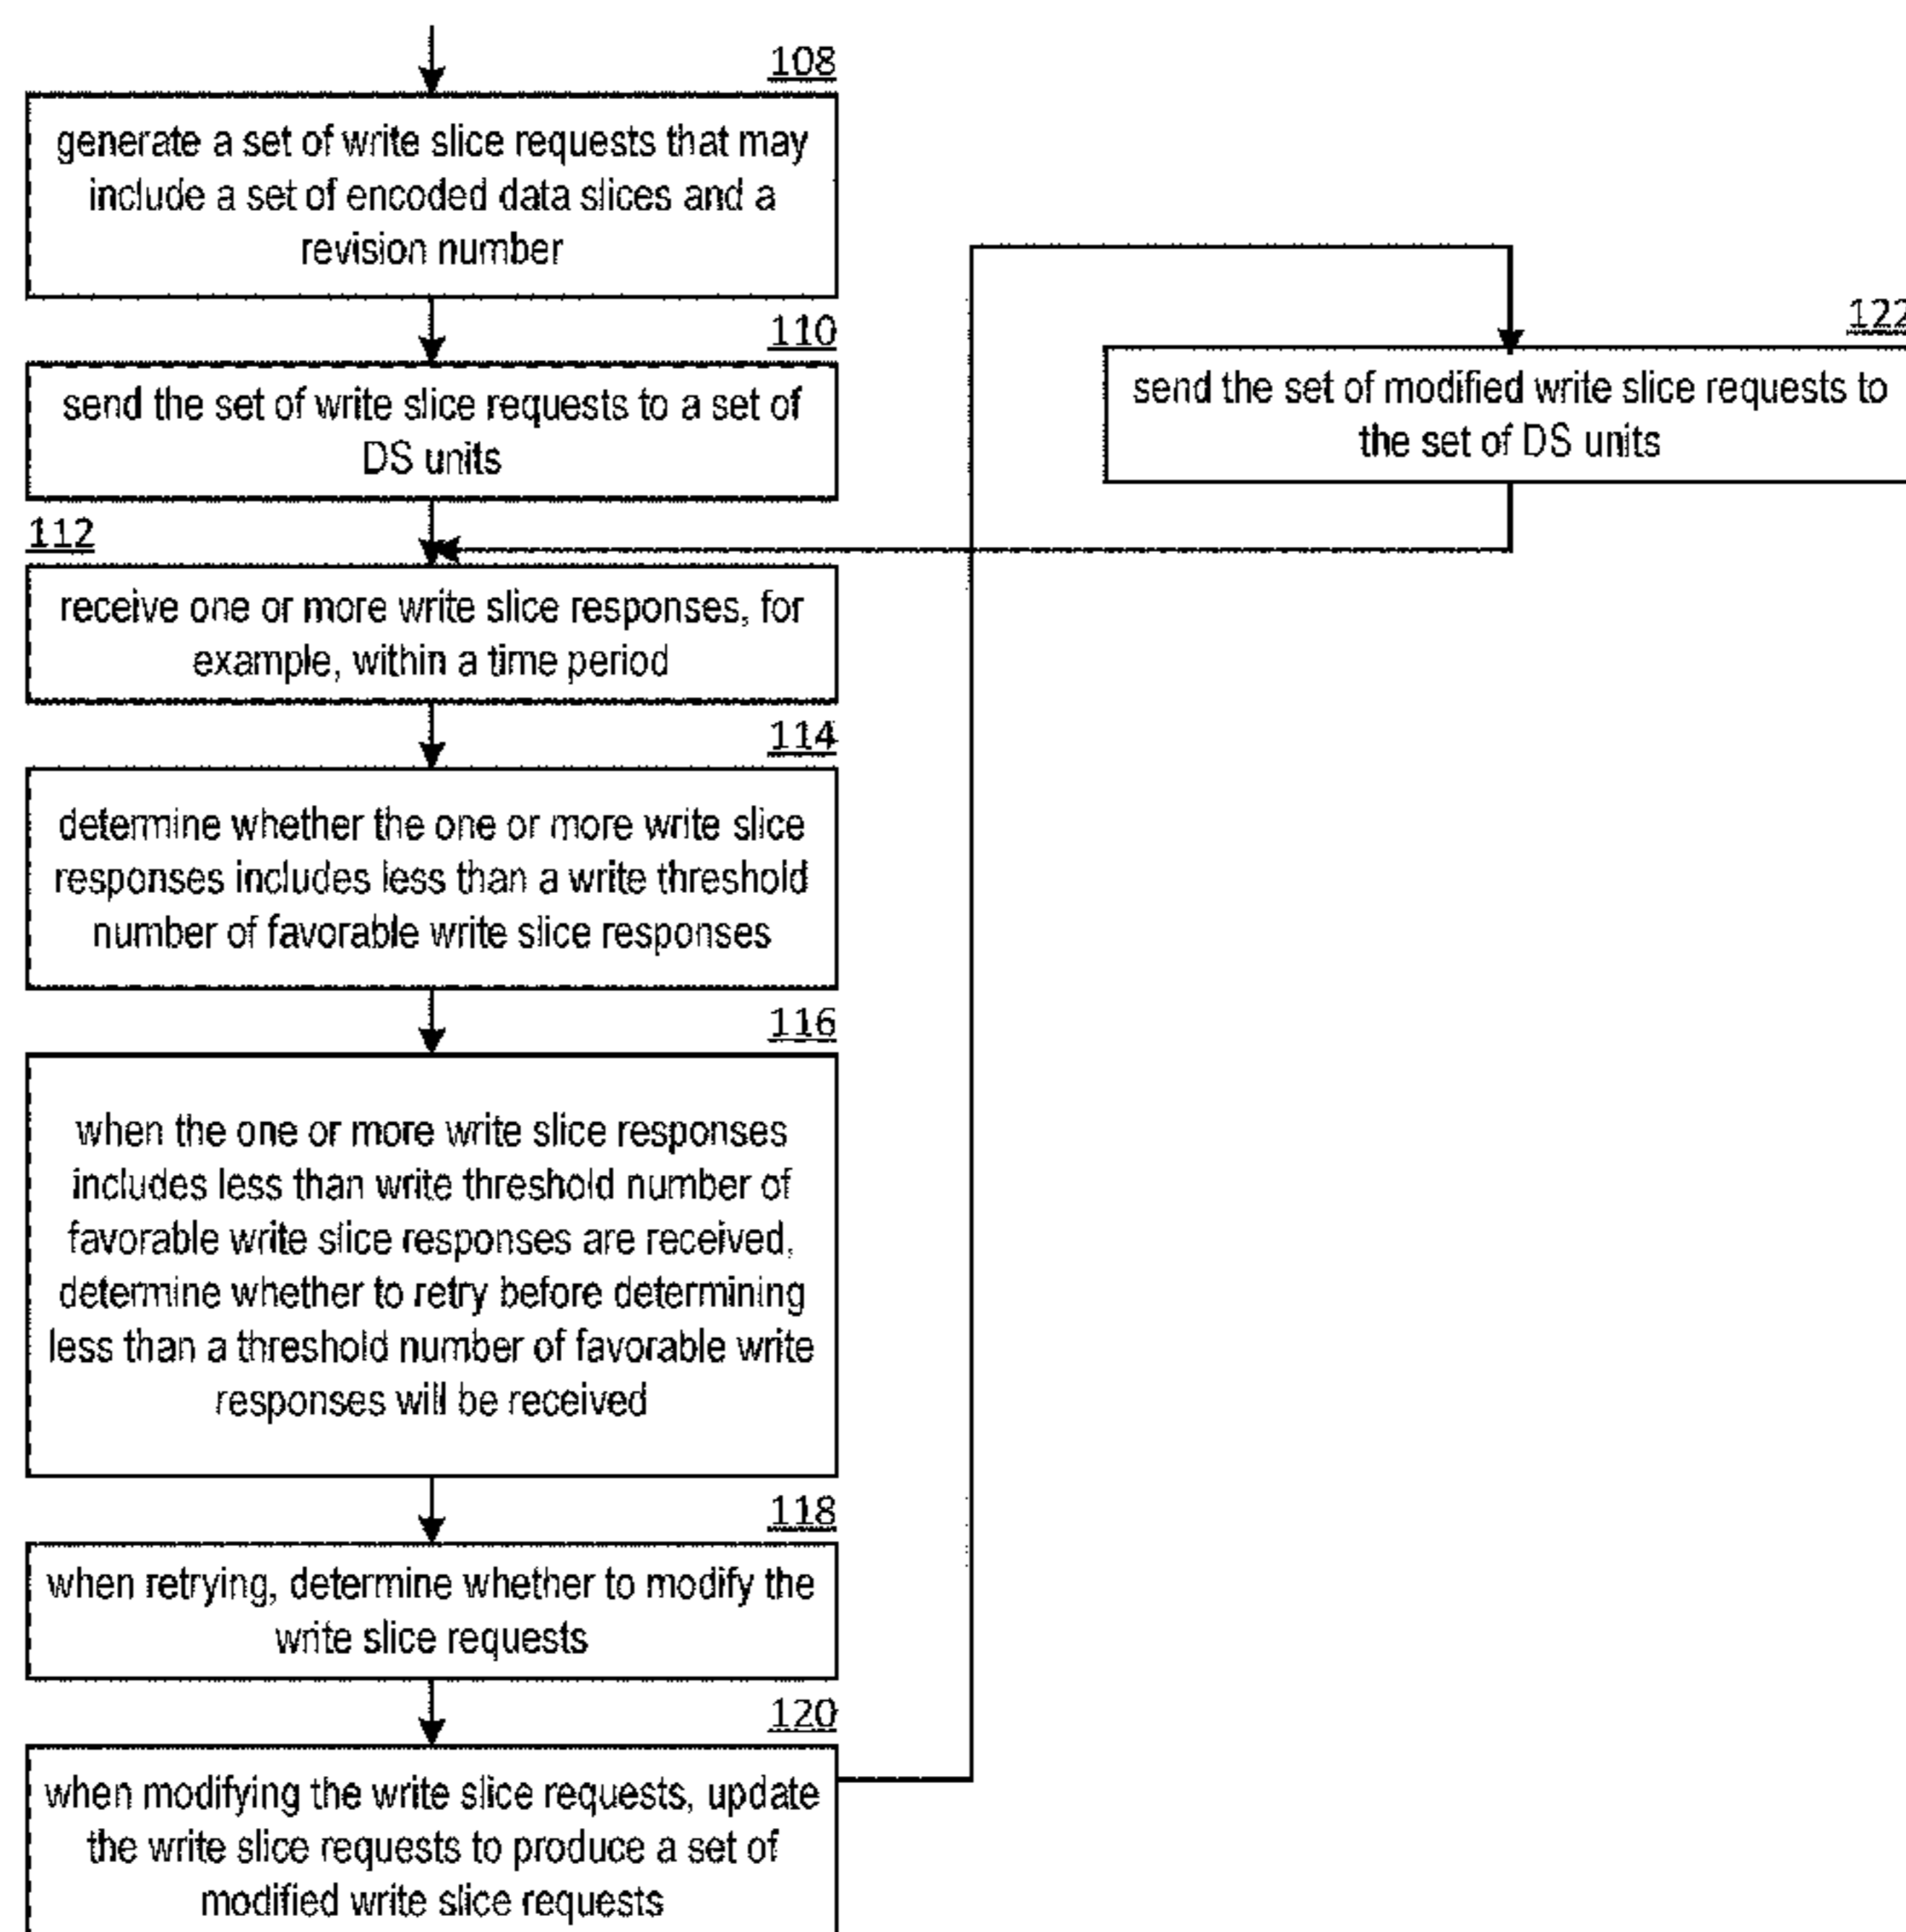 108
generate a set of write slice requests that may
include a set of encoded data slices and a
revision number
110
send the set of write slice requests to a set of
DS units
112
receive one or more write slice responses, for
example, within a time period
114
determine whether the one or more write slice
responses includes less than a write threshold
number of favorable write slice responses
116
when the one or more write slice responses
includes less than write threshold number of
favorable write slice responses are received,
determine whether to retry before determining
less than a threshold number of favorable write
responses will be received
118
when retrying, determine whether to modify the
write slice requests
120
when modifying the write slice requests, update
the write slice requests to produce a set of
modified write slice requests
122
send the set of modified write slice requests to
the set of DS units